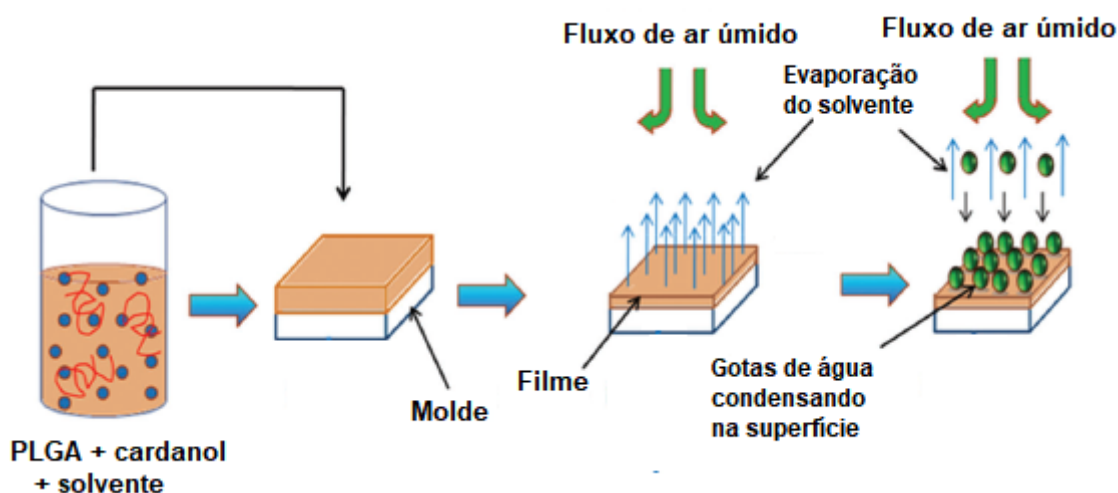 Fluxo de ar úmido
Fluxo de ar úmido
Evaporação
do solvente
Filme
Molde
Gotas de água
condensando
na superfície
PLGA + cardanol
+ solvente